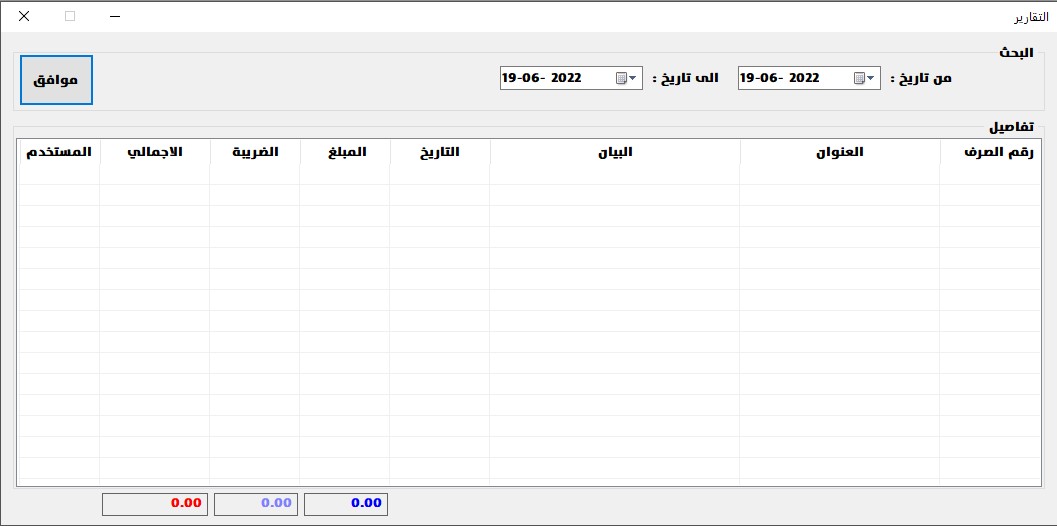 التقارير
البحث
من تاريخ : 19-06- 2022 الى تاريخ : 19-06- 2022 موافق
تفاصيل
رقم الصرف العنوان البيان التاريخ المبلغ الضريبة الاجمالي المستخدم
0.00 0.00 0.00